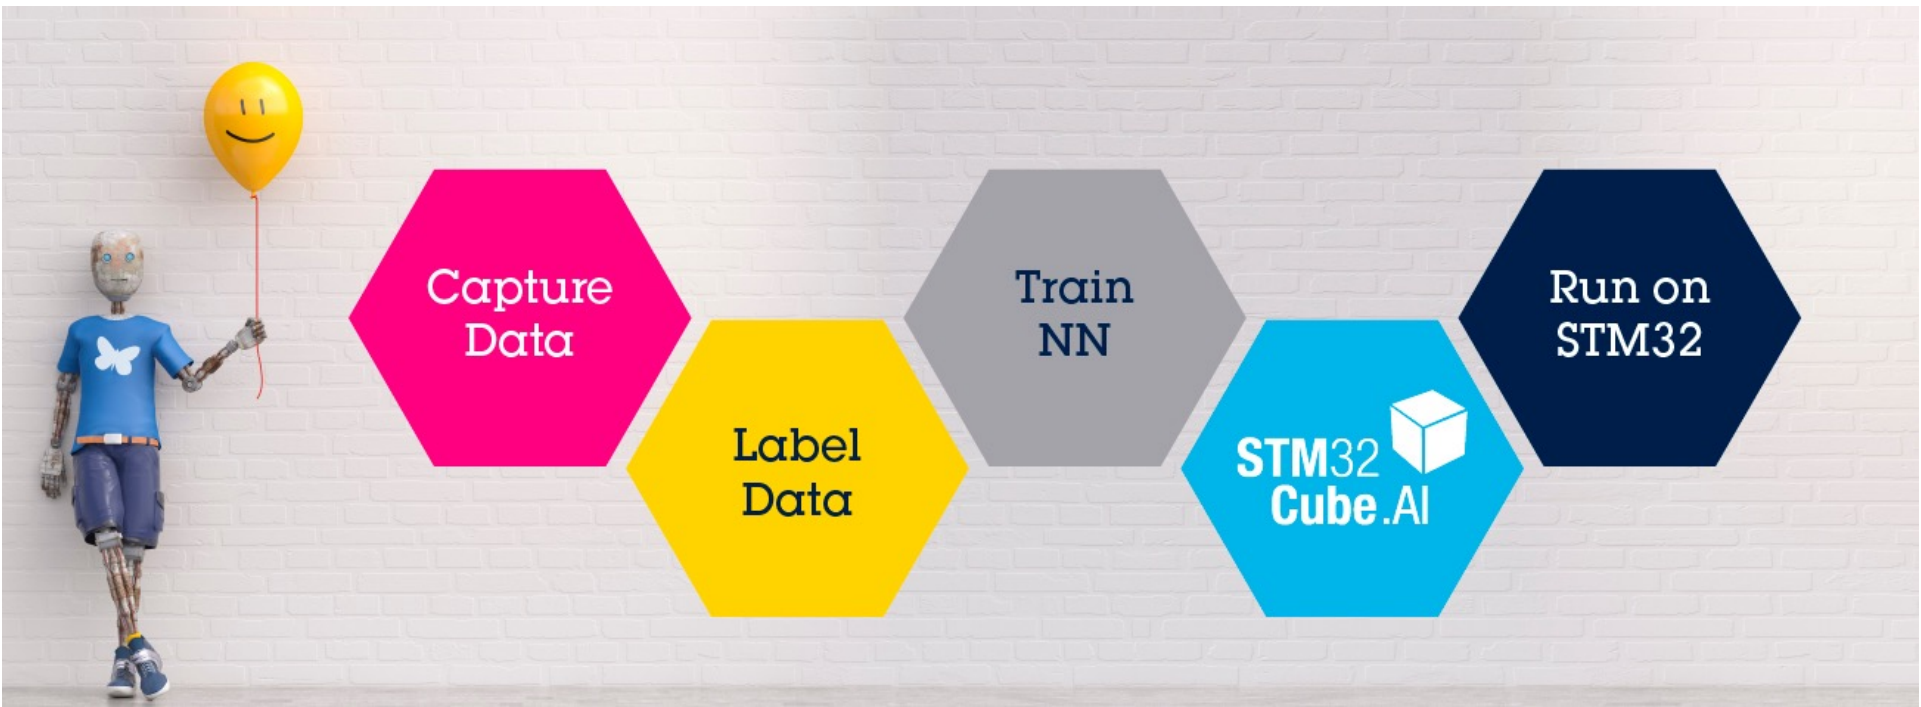 Capture
Data
Label
Data
Train
NN
STM32
Cube.AI
Run on
STM32